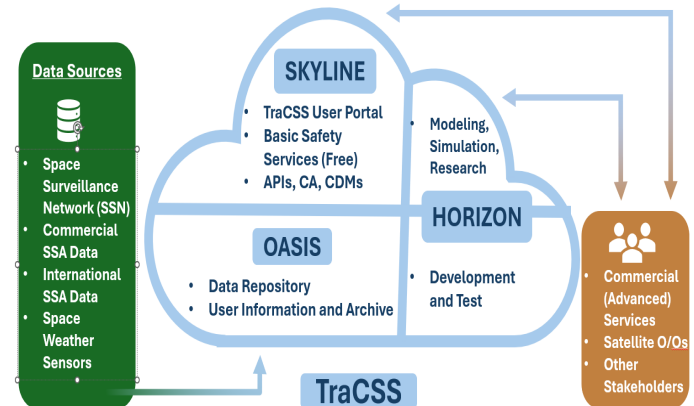 Data Sources
• Space
Surveillance
Network (SSN)
• Commercial
SSA Data
• International
SSA Data
• Space
Weather
Sensors
SKYLINE
• TraCSS User Portal
• Basic Safety
Services (Free)
• APIs, CA, CDMs
• Modeling,
Simulation,
Research
HORIZON
OASIS
• Data Repository
• User Information and Archive
• Development
and Test
TraCSS
• Commercial
(Advanced)
Services
• Satellite O/Os
• Other
Stakeholders